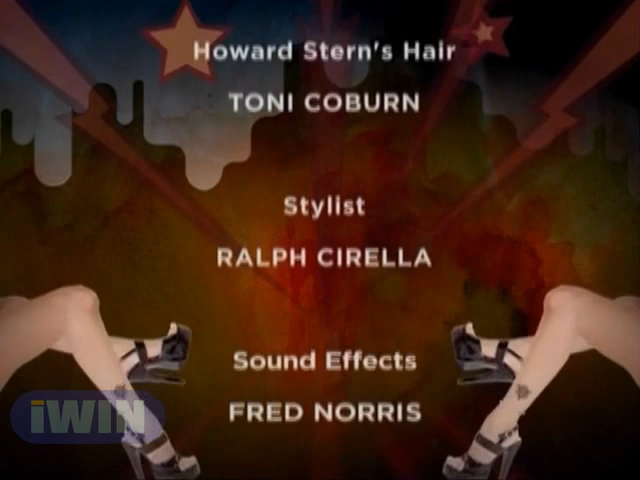 Howard Stern's Hair
TONI COBURN
Stylist
RALPH CIRELLA
Sound Effects
FRED NORRIS
iWIN